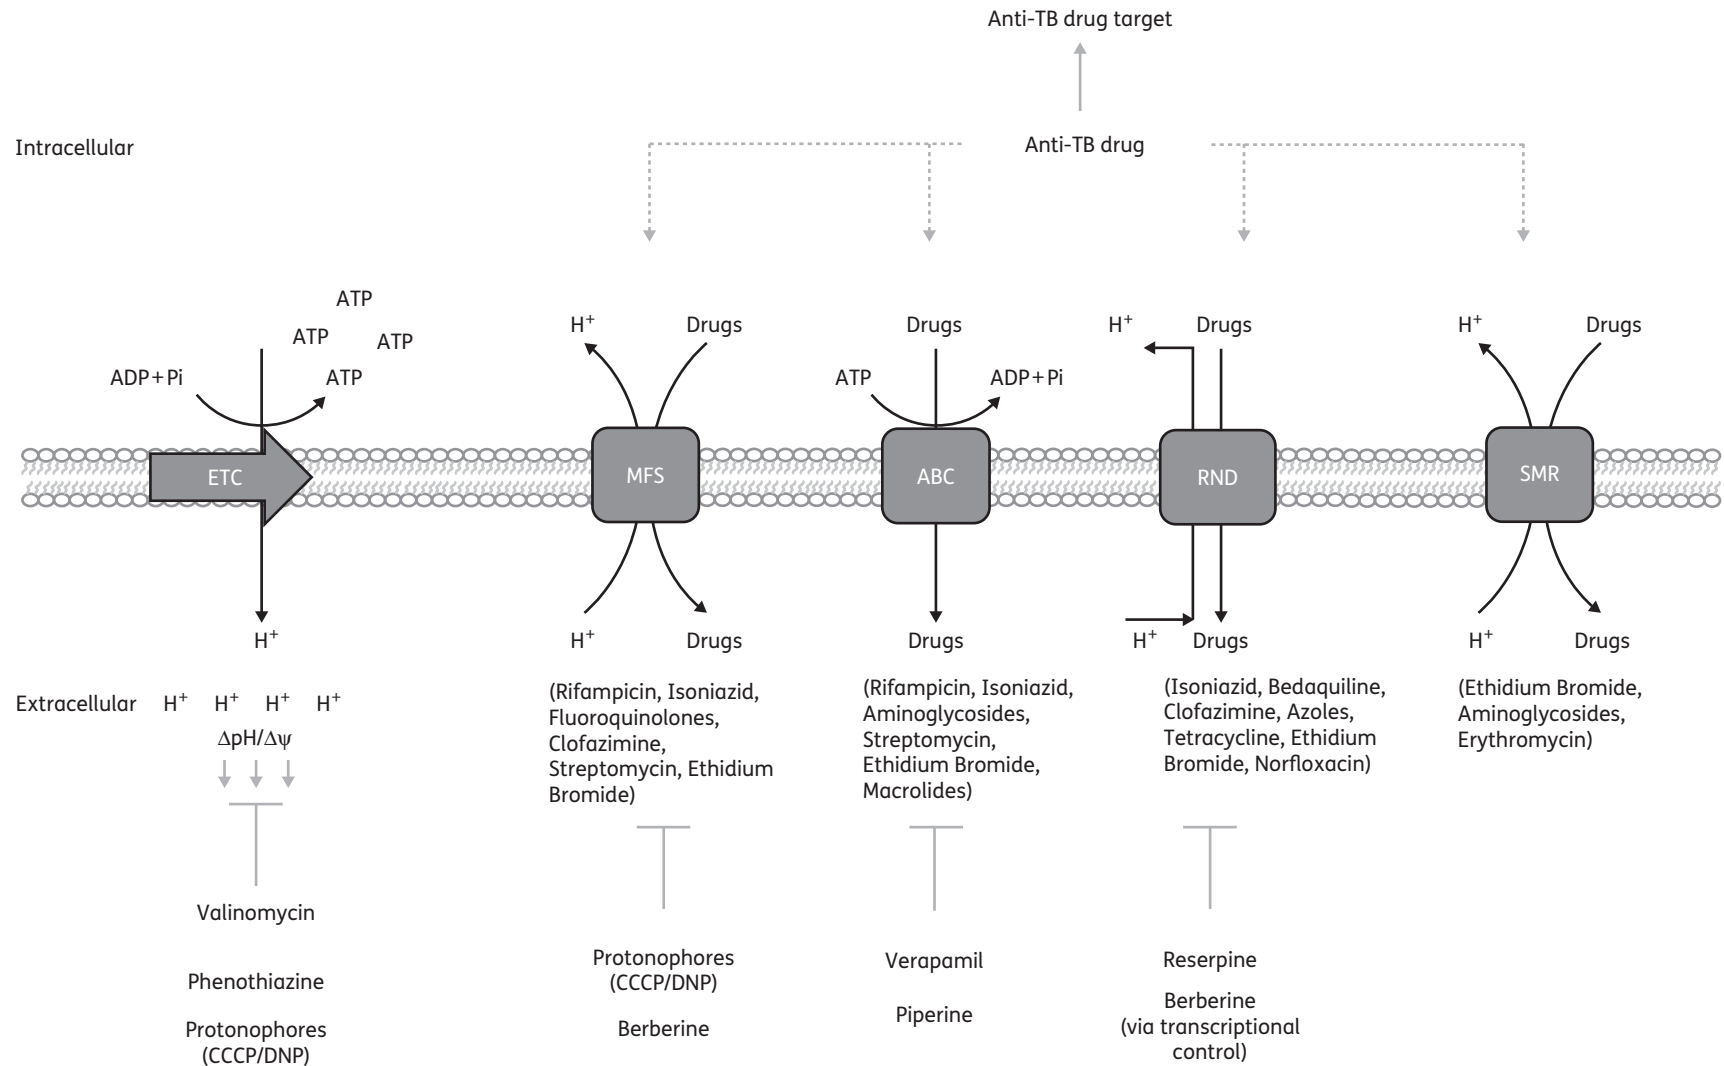 Anti-TB drug target
Anti-TB drug
Intracellular
ATP
ATP
ATP
ADP+Pi
ATP
ETC
H⁺
Extracellular
H⁺ H⁺ H⁺ H⁺
ΔpH/Δψ
Valinomycin
Phenothiazine
Protonophores
(CCCP/DNP)
H⁺
Drugs
MFS
H⁺
Drugs
(Rifampicin, Isoniazid,
Fluoroquinolones,
Clofazimine,
Streptomycin, Ethidium
Bromide)
Protonophores
(CCCP/DNP)
Berberine
Drugs
ATP
ADP+Pi
ABC
Drugs
(Rifampicin, Isoniazid,
Aminoglycosides,
Streptomycin,
Ethidium Bromide,
Macrolides)
Verapamil
Piperine
H⁺
Drugs
RND
H⁺
Drugs
(Isoniazid, Bedaquiline,
Clofazimine, Azoles,
Tetracycline, Ethidium
Bromide, Norfloxacin)
Reserpine
Berberine
(via transcriptional
control)
H⁺
Drugs
SMR
H⁺
Drugs
(Ethidium Bromide,
Aminoglycosides,
Erythromycin)